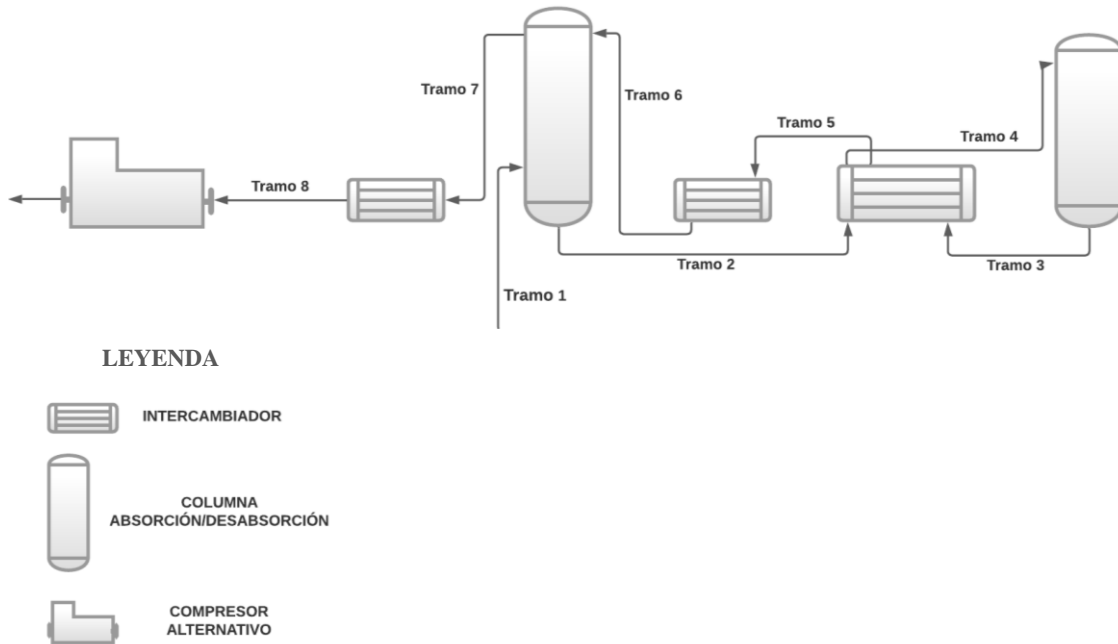 Tramo 7
Tramo 6
Tramo 5
Tramo 4
Tramo 8
Tramo 2
Tramo 3
Tramo 1
LEYENDA
INTERCAMBIADOR
COLUMNA
ABSORCIÓN/DESABSORCIÓN
COMPRESOR
ALTERNATIVO